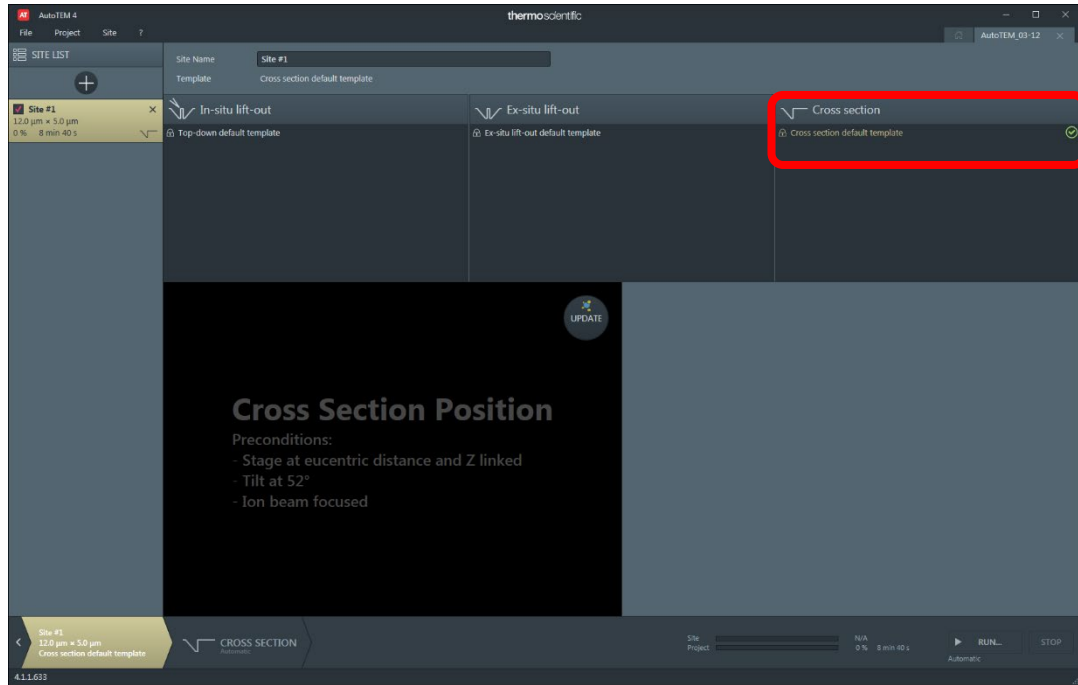 AT AutoTEM 4
thermoscientific
File Project Site ?
AutoTEM_03-12
SITE LIST
Site Name Site #1
Template Cross section default template
Site #1
12.0 µm × 5.0 µm
0 % 8 min 40 s
In-situ lift-out
Top-down default template
Ex-situ lift-out
Ex-situ lift-out default template
Cross section
Cross section default template
UPDATE
Cross Section Position
Preconditions:
- Stage at eucentric distance and Z linked
- Tilt at 52°
- Ion beam focused
Site #1
12.0 µm × 5.0 µm
Cross section default template
CROSS SECTION
Automatic
Site N/A
Project 0 % 8 min 40 s
RUN...
Automatic
STOP
4.1.1.633